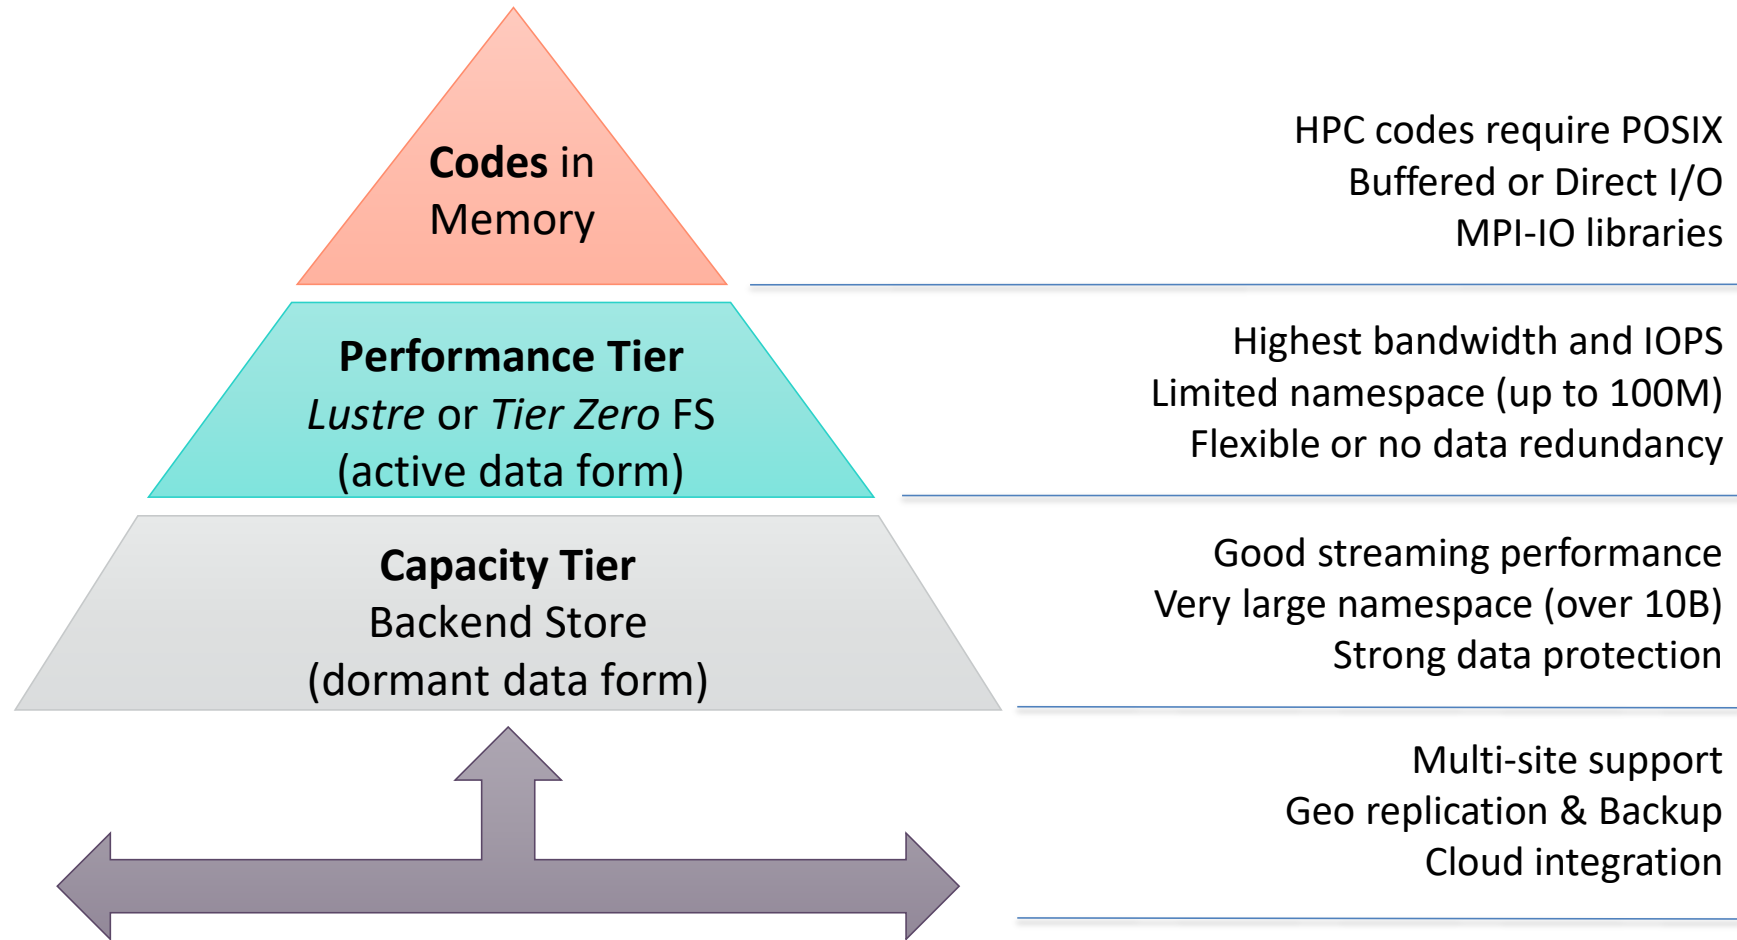 Codes in
Memory
HPC codes require POSIX
Buffered or Direct I/O
MPI-IO libraries
Performance Tier
Lustre or Tier Zero FS
(active data form)
Highest bandwidth and IOPS
Limited namespace (up to 100M)
Flexible or no data redundancy
Capacity Tier
Backend Store
(dormant data form)
Good streaming performance
Very large namespace (over 10B)
Strong data protection
Multi-site support
Geo replication & Backup
Cloud integration